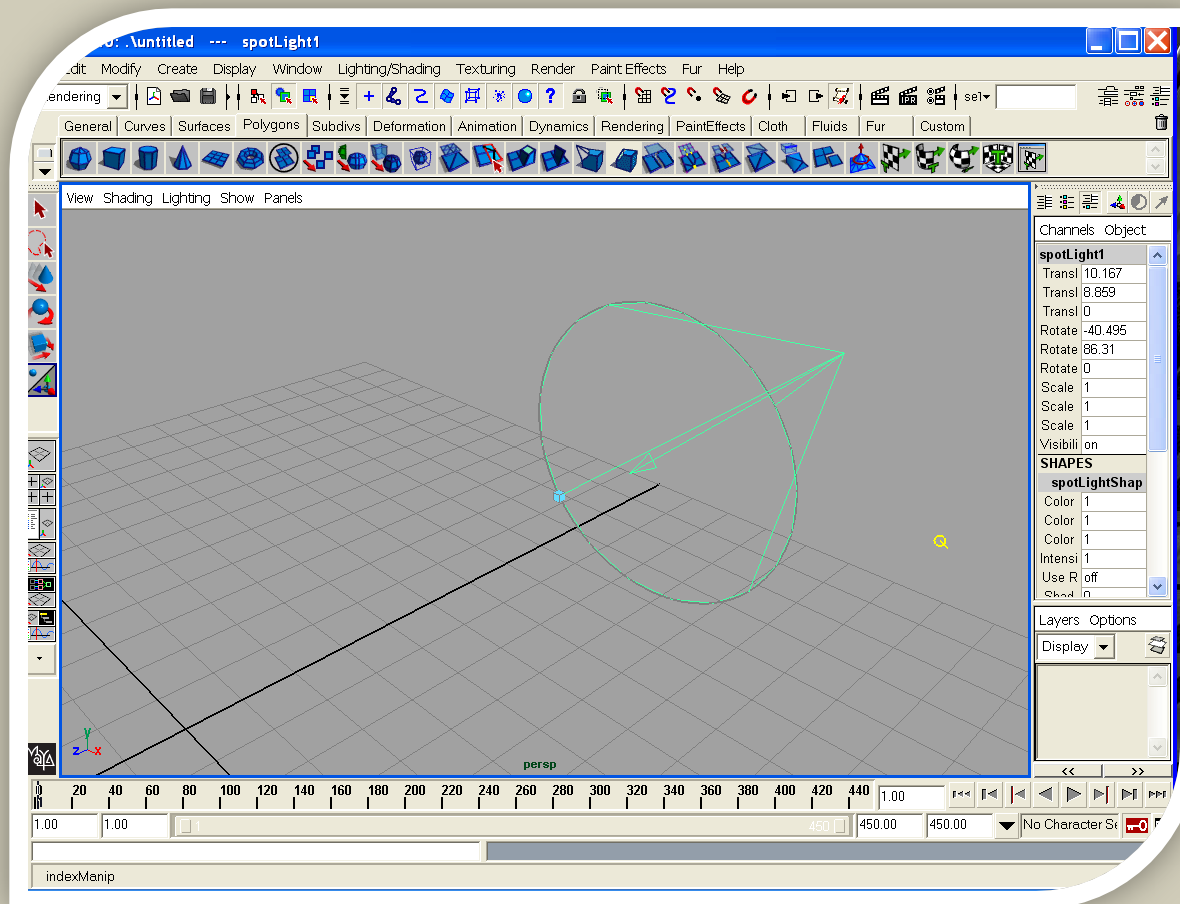 .\untitled --- spotLight1
Edit Modify Create Display Window Lighting/Shading Texturing Render Paint Effects Fur Help
endering sel
General Curves Surfaces Polygons Subdivs Deformation Animation Dynamics Rendering PaintEffects Cloth Fluids Fur Custom
View Shading Lighting Show Panels
Channels Object
spotLight1
Transl 10.167
Transl 8.859
Transl 0
Rotate -40.495
Rotate 86.31
Rotate 0
Scale 1
Scale 1
Scale 1
Visibili on
SHAPES
spotLightShap
Color 1
Color 1
Color 1
Intensi 1
Use R off
Shad 0
Layers Options
Display
y
z x
persp
<< >>
20 40 60 80 100 120 140 160 180 200 220 240 260 280 300 320 340 360 380 400 420 440 1.00
1.00 1.00 1 450 450.00 450.00 No Character Se
indexManip